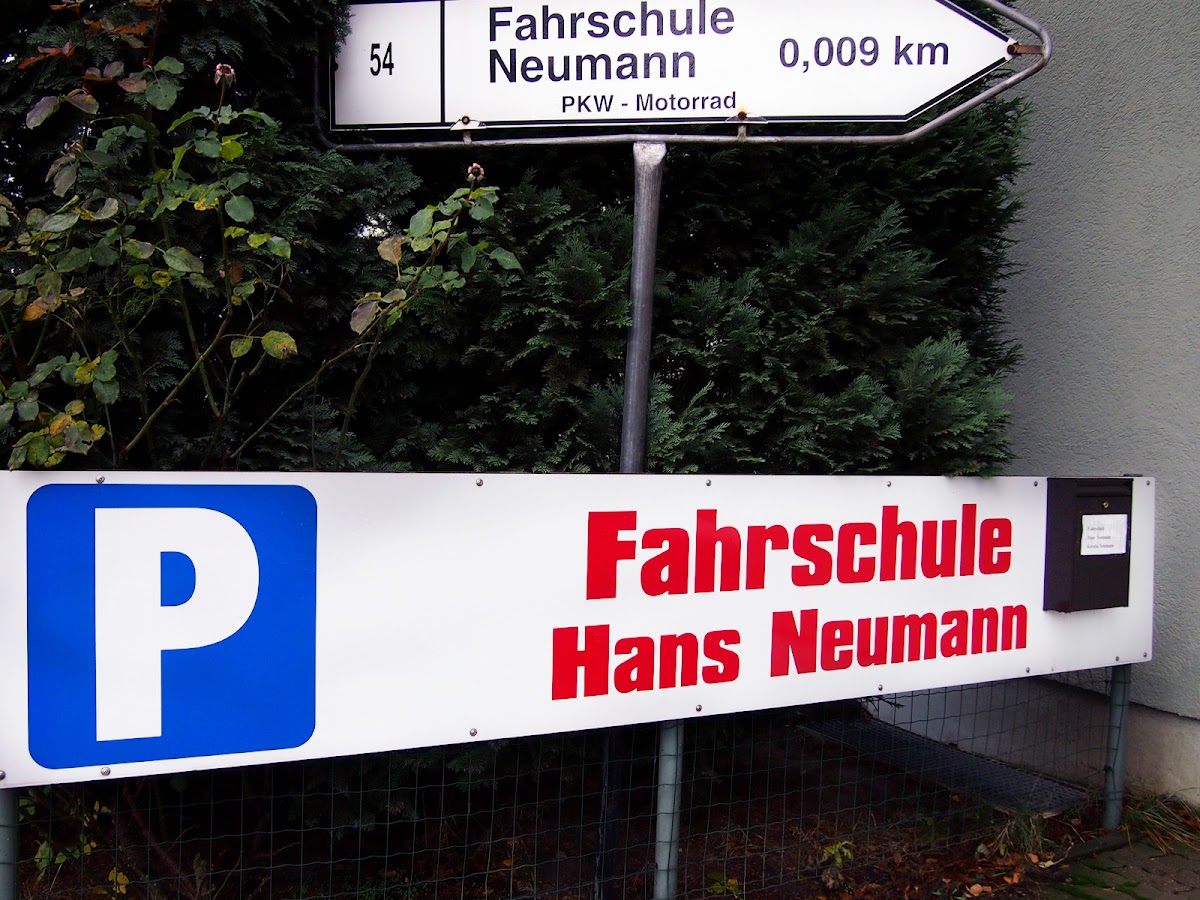 54
Fahrschule
Neumann
0,009 km
PKW - Motorrad
P
Fahrschule
Hans Neumann